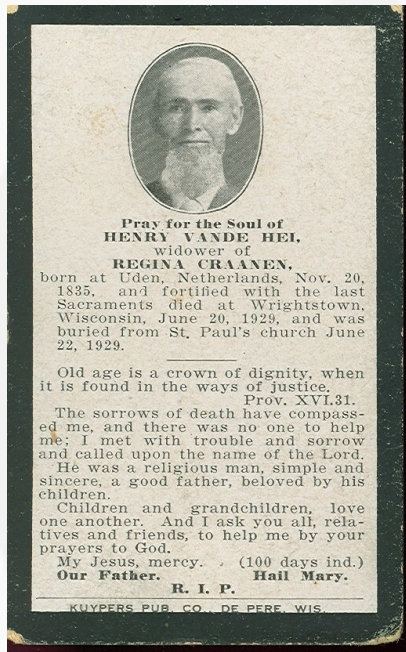 Pray for the Soul of
HENRY VANDE HEI,
widower of
REGINA CRAANEN,
born at Uden, Netherlands, Nov. 20,
1835, and fortified with the last
Sacraments died at Wrightstown,
Wisconsin, June 20, 1929, and was
buried from St. Paul's church June
22, 1929.
Old age is a crown of dignity, when
it is found in the ways of justice.
Prov. XVI.31.
The sorrows of death have compass-
ed me, and there was no one to help
me; I met with trouble and sorrow
and called upon the name of the Lord.
He was a religious man, simple and
sincere, a good father, beloved by his
children.
Children and grandchildren, love
one another. And I ask you all, rela-
tives and friends, to help me by your
prayers to God.
My Jesus, mercy. (100 days ind.)
Our Father. Hail Mary.
R. I. P.
KUYPERS PUB. CO., DE PERE, WIS.